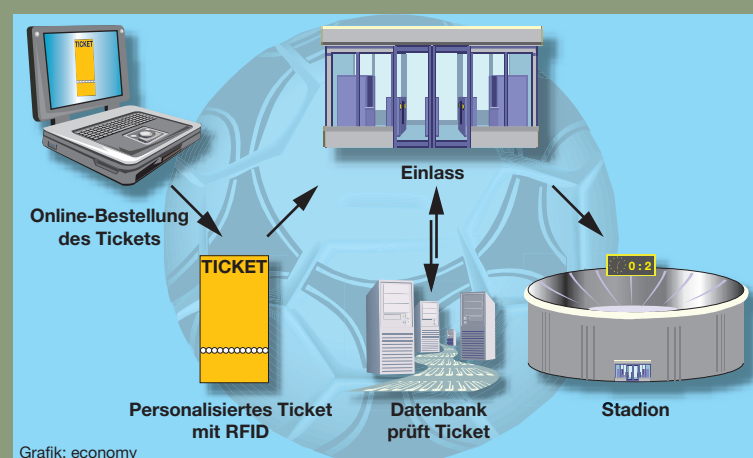 TICKET
Einlass
Online-Bestellung
des Tickets
TICKET
0:2
Personalisiertes Ticket
mit RFID
Datenbank
prüft Ticket
Stadion
Grafik: economy